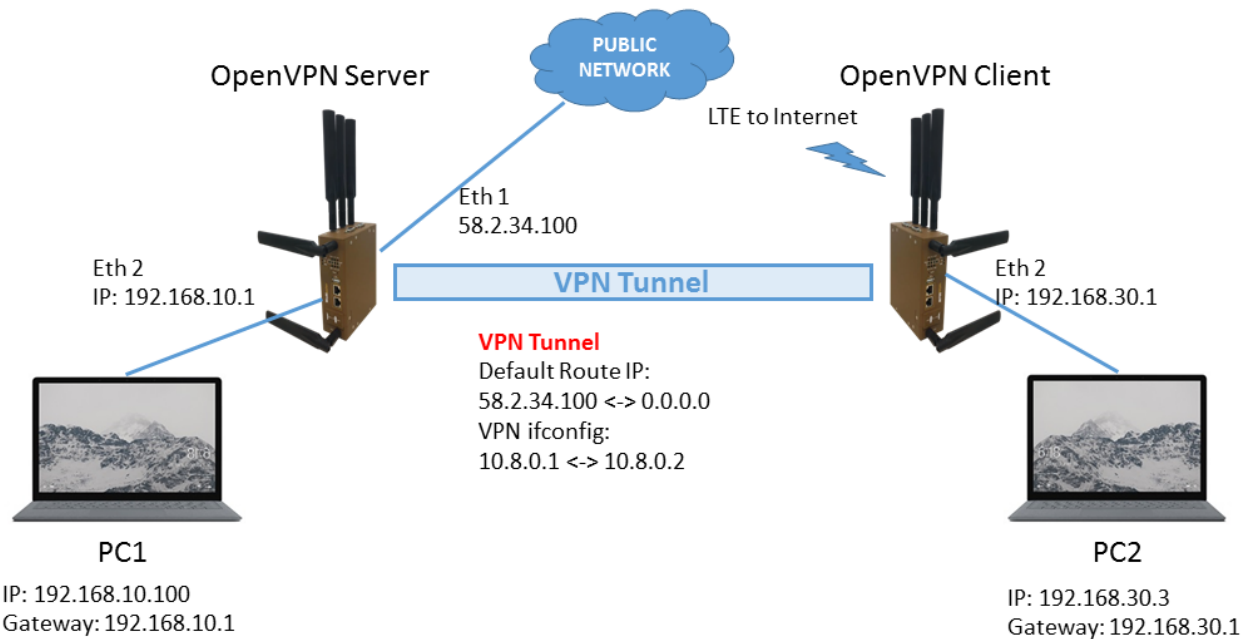 PUBLIC
NETWORK
OpenVPN Server
OpenVPN Client
LTE to Internet
Eth 1
58.2.34.100
Eth 2
IP: 192.168.10.1
VPN Tunnel
Eth 2
IP: 192.168.30.1
VPN Tunnel
Default Route IP:
58.2.34.100 <-> 0.0.0.0
VPN ifconfig:
10.8.0.1 <-> 10.8.0.2
PC1
IP: 192.168.10.100
Gateway: 192.168.10.1
PC2
IP: 192.168.30.3
Gateway: 192.168.30.1